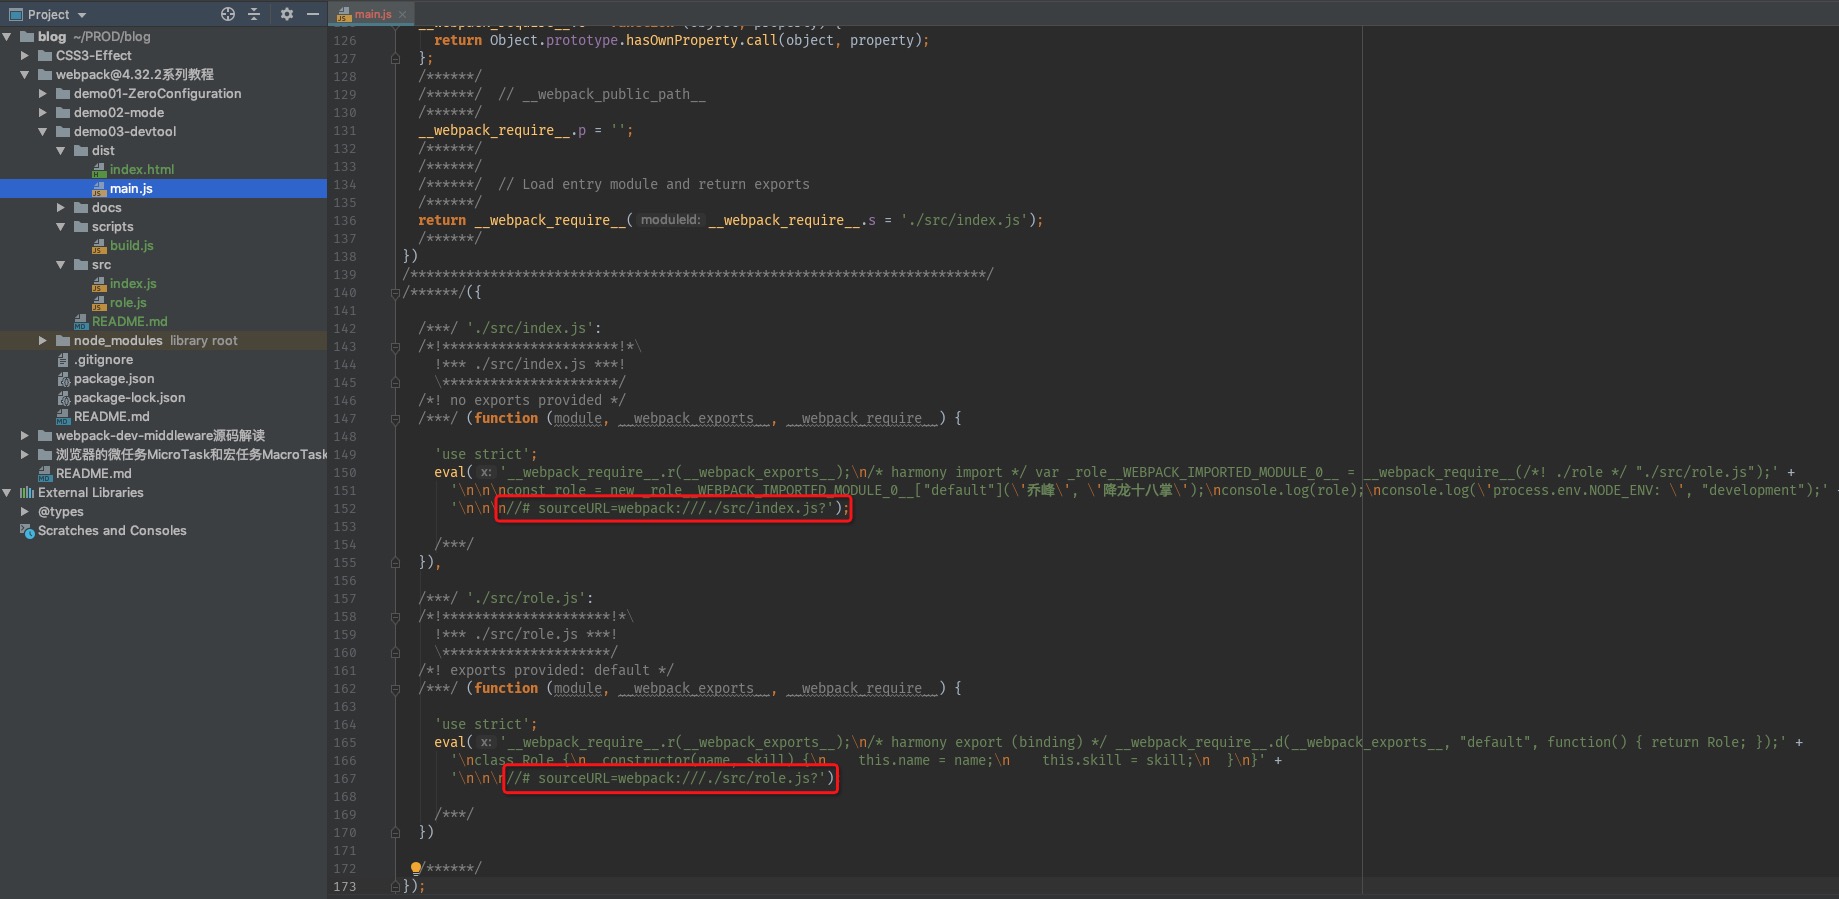 Project
main.js
blog ~/PROD/blog
CSS3-Effect
webpack@4.32.2系列教程
demo01-ZeroConfiguration
demo02-mode
demo03-devtool
dist
index.html
main.js
docs
scripts
build.js
src
index.js
role.js
README.md
node_modules library root
.gitignore
package.json
package-lock.json
README.md
webpack-dev-middleware源码解读
浏览器的微任务MicroTask和宏任务MacroTask
README.md
External Libraries
@types
Scratches and Consoles
126 return Object.prototype.hasOwnProperty.call(object, property);
127 };
128 /******/
129 /******/ // __webpack_public_path__
130 /******/
131 __webpack_require__.p = '';
132 /******/
133 /******/
134 /******/ // Load entry module and return exports
135 /******/
136 return __webpack_require__( moduleId: __webpack_require__.s = './src/index.js');
137 /******/
138 })
139 /************************************************************************/
140 /******/({
141
142 /***/ './src/index.js':
143 /*!**********************!*\
144 !*** ./src/index.js ***!
145 \**********************/
146 /*! no exports provided */
147 /***/ (function (module, __webpack_exports__, __webpack_require__) {
148
149 'use strict';
150 eval( x: '__webpack_require__.r(__webpack_exports__);\n/* harmony import */ var _role__WEBPACK_IMPORTED_MODULE_0__ = __webpack_require__(/*! ./role */ "./src/role.js");' +
151 '\n\n\nconst role = new _role__WEBPACK_IMPORTED_MODULE_0__["default"](\'乔峰\', \'降龙十八掌\');\nconsole.log(role);\nconsole.log(\'process.env.NODE_ENV: \', "development");' +
152 '\n\n\n//# sourceURL=webpack:///./src/index.js?');
153
154 /***/
155 }),
156
157 /***/ './src/role.js':
158 /*!*********************!*\
159 !*** ./src/role.js ***!
160 \*********************/
161 /*! exports provided: default */
162 /***/ (function (module, __webpack_exports__, __webpack_require__) {
163
164 'use strict';
165 eval( x: '__webpack_require__.r(__webpack_exports__);\n/* harmony export (binding) */ __webpack_require__.d(__webpack_exports__, "default", function() { return Role; });' +
166 '\nclass Role {\n constructor(name, skill) {\n this.name = name;\n this.skill = skill;\n }\n}' +
167 '\n\n\n//# sourceURL=webpack:///./src/role.js?')
168
169 /***/
170 })
171
172 /******/
173 });